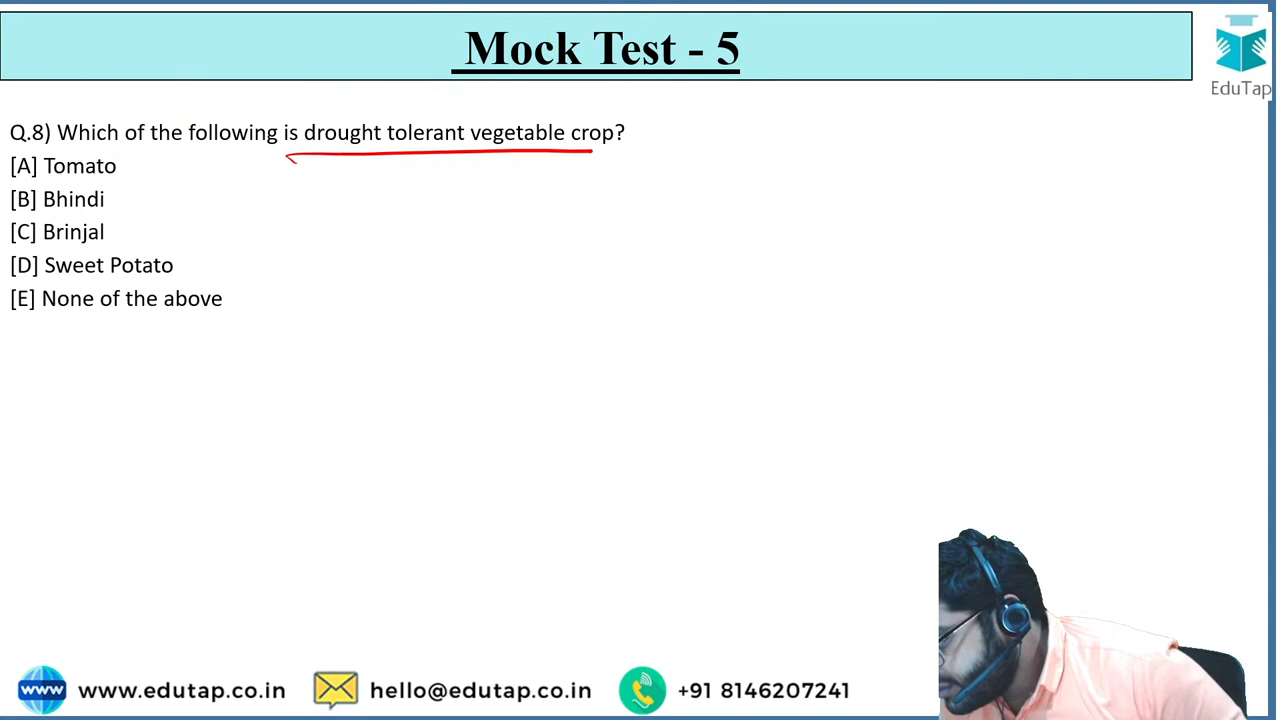 Mock Test - 5
EduTap
Q.8) Which of the following is drought tolerant vegetable crop?
[A] Tomato
[B] Bhindi
[C] Brinjal
[D] Sweet Potato
[E] None of the above
www www.edutap.co.in hello@edutap.co.in +91 8146207241